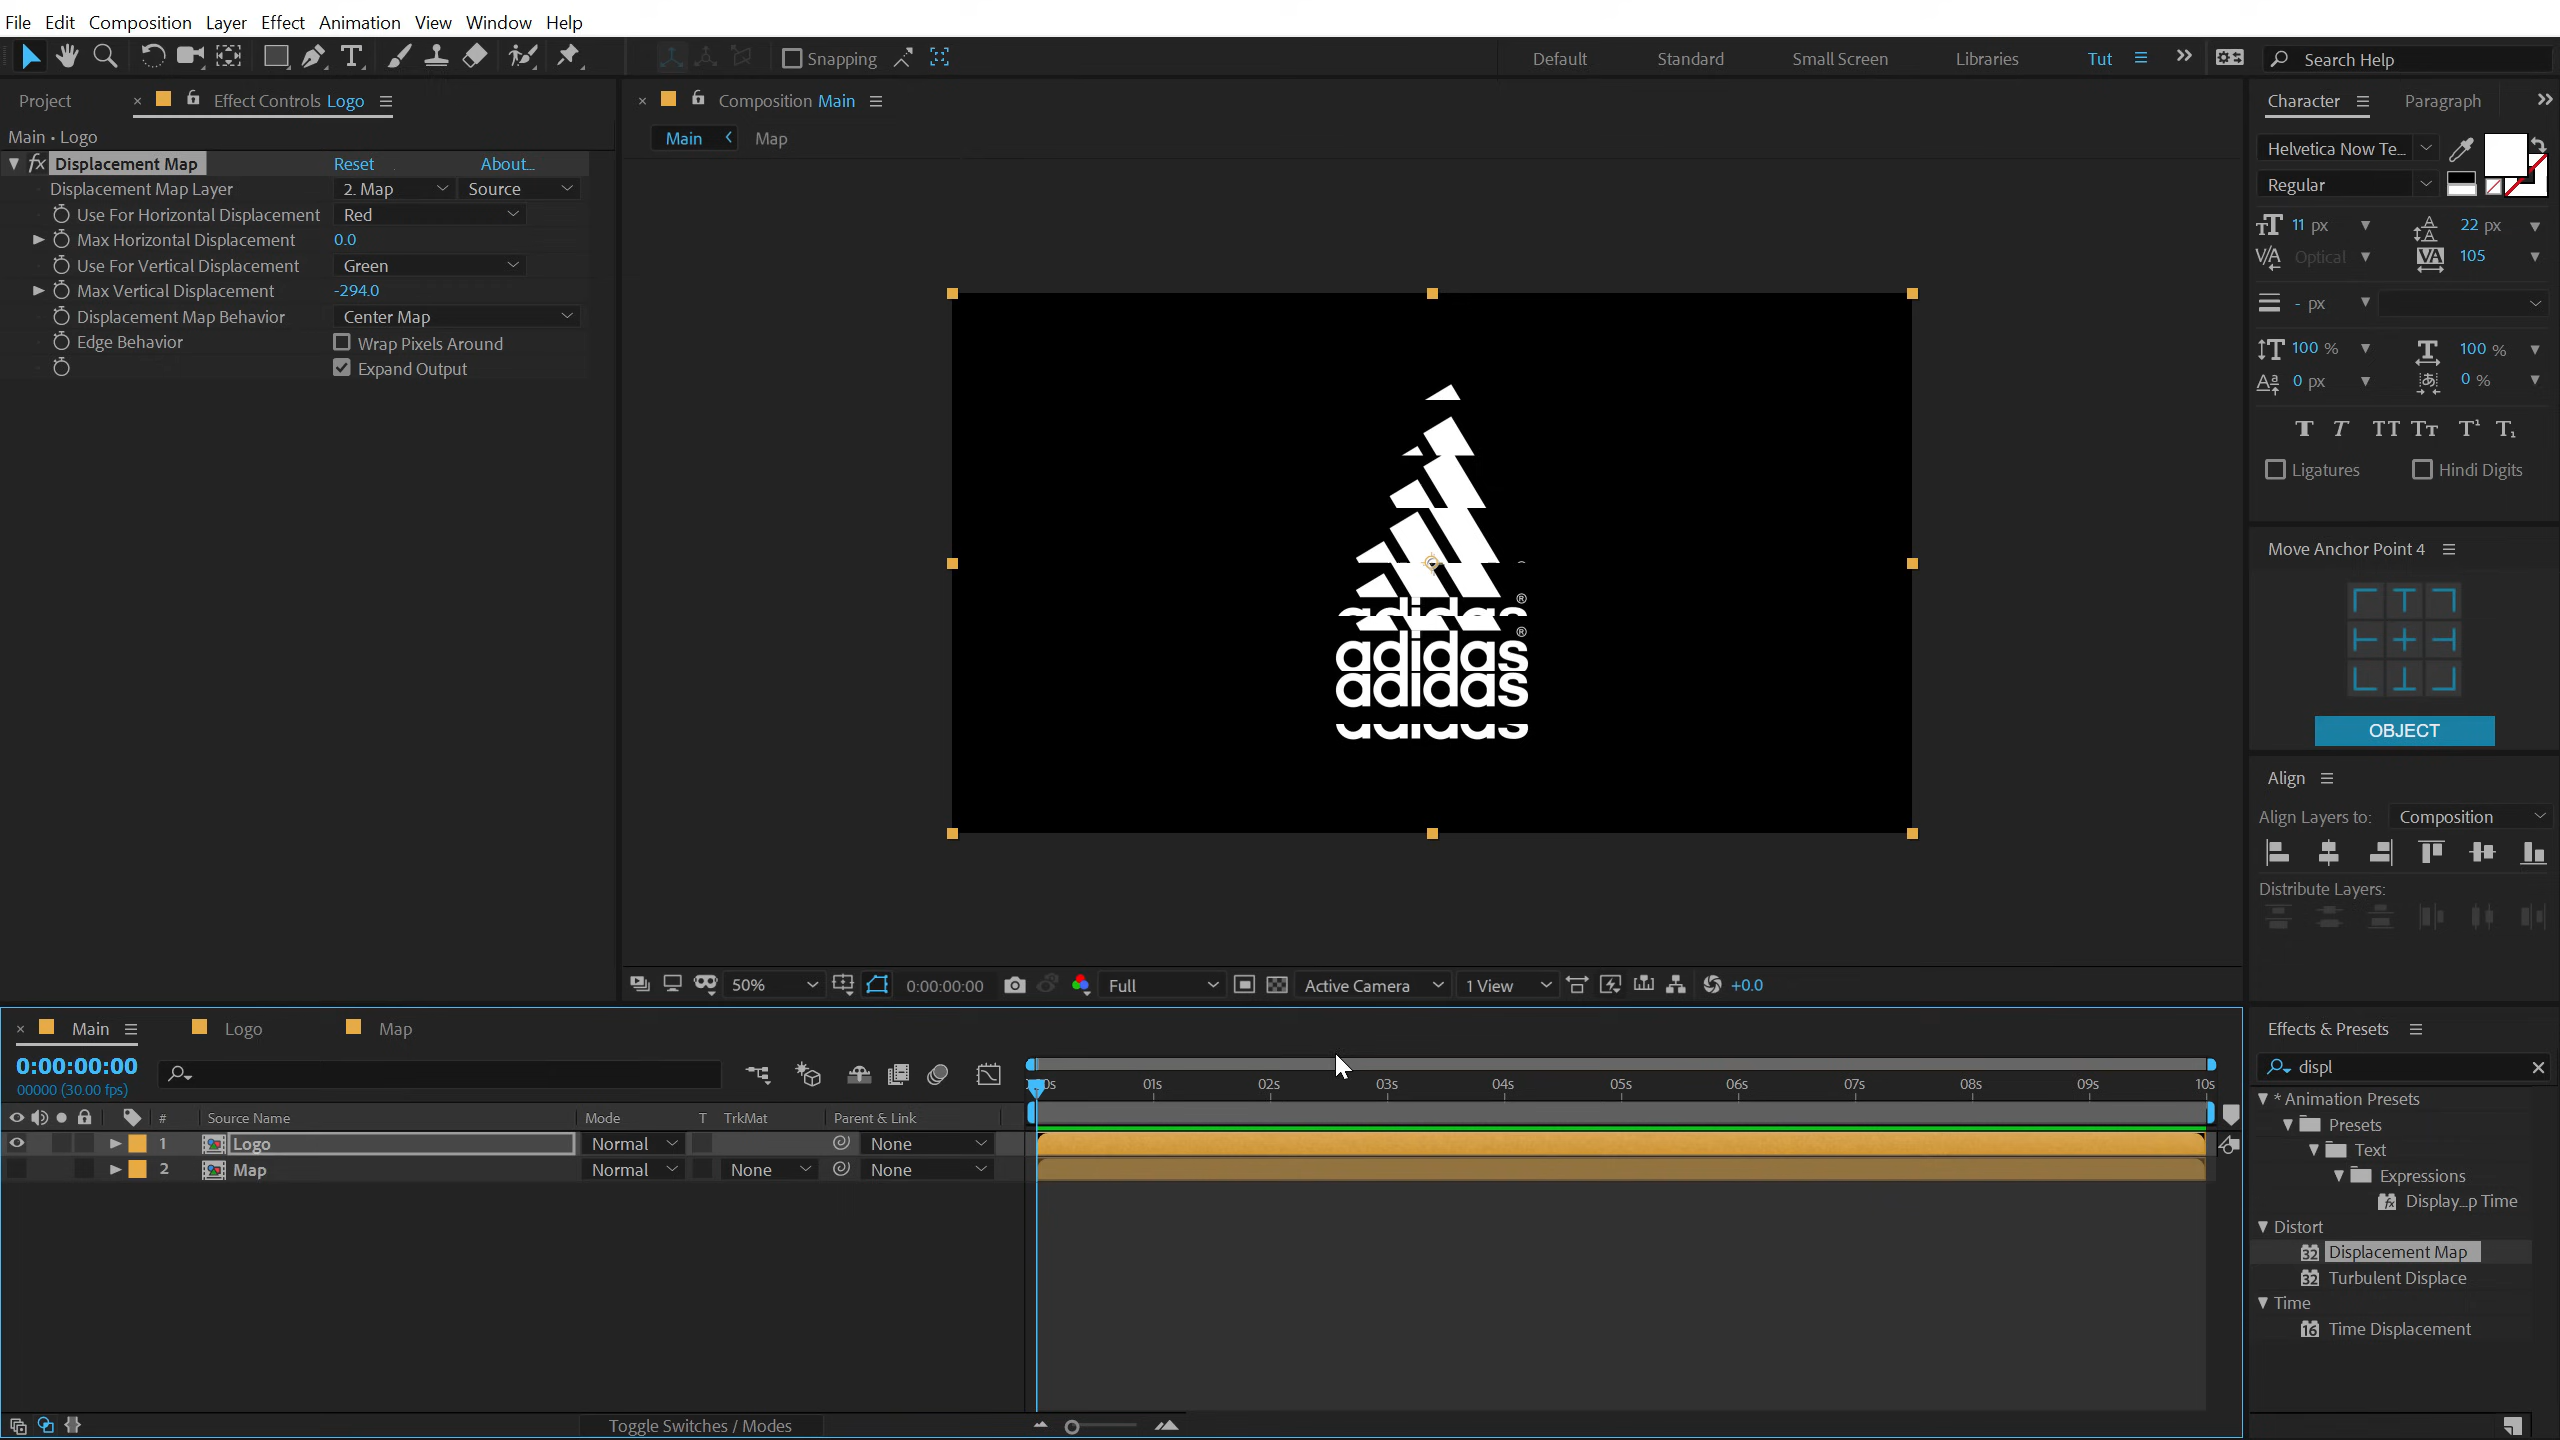 File Edit Composition Layer Effect Animation View Window Help
Snapping Default Standard Small Screen Libraries Tut Search Help
Project Effect Controls Logo
Composition Main
Character Paragraph
Main • Logo
Main Map
fx Displacement Map Reset About...
Displacement Map Layer 2. Map Source
Use For Horizontal Displacement Red
Max Horizontal Displacement 0.0
Use For Vertical Displacement Green
Max Vertical Displacement -294.0
Displacement Map Behavior Center Map
Edge Behavior Wrap Pixels Around
Expand Output
Helvetica Now Te...
Regular
11 px 22 px
Optical 105
- px
100 % 100 %
0 px 0 %
Ligatures Hindi Digits
Move Anchor Point 4
OBJECT
Align
Align Layers to: Composition
Distribute Layers:
adidas
®
adidas
®
adidas
adidas
50% 0:00:00:00 Full Active Camera 1 View +0.0
Main Logo Map
0:00:00:00
00000 (30.00 fps)
01s 02s 03s 04s 05s 06s 07s 08s 09s 10s
# Source Name Mode T TrkMat Parent & Link
1 Logo Normal None
2 Map Normal None None
Toggle Switches / Modes
Effects & Presets
displ
* Animation Presets
Presets
Text
Expressions
Display_p Time
Distort
32 Displacement Map
32 Turbulent Displace
Time
16 Time Displacement